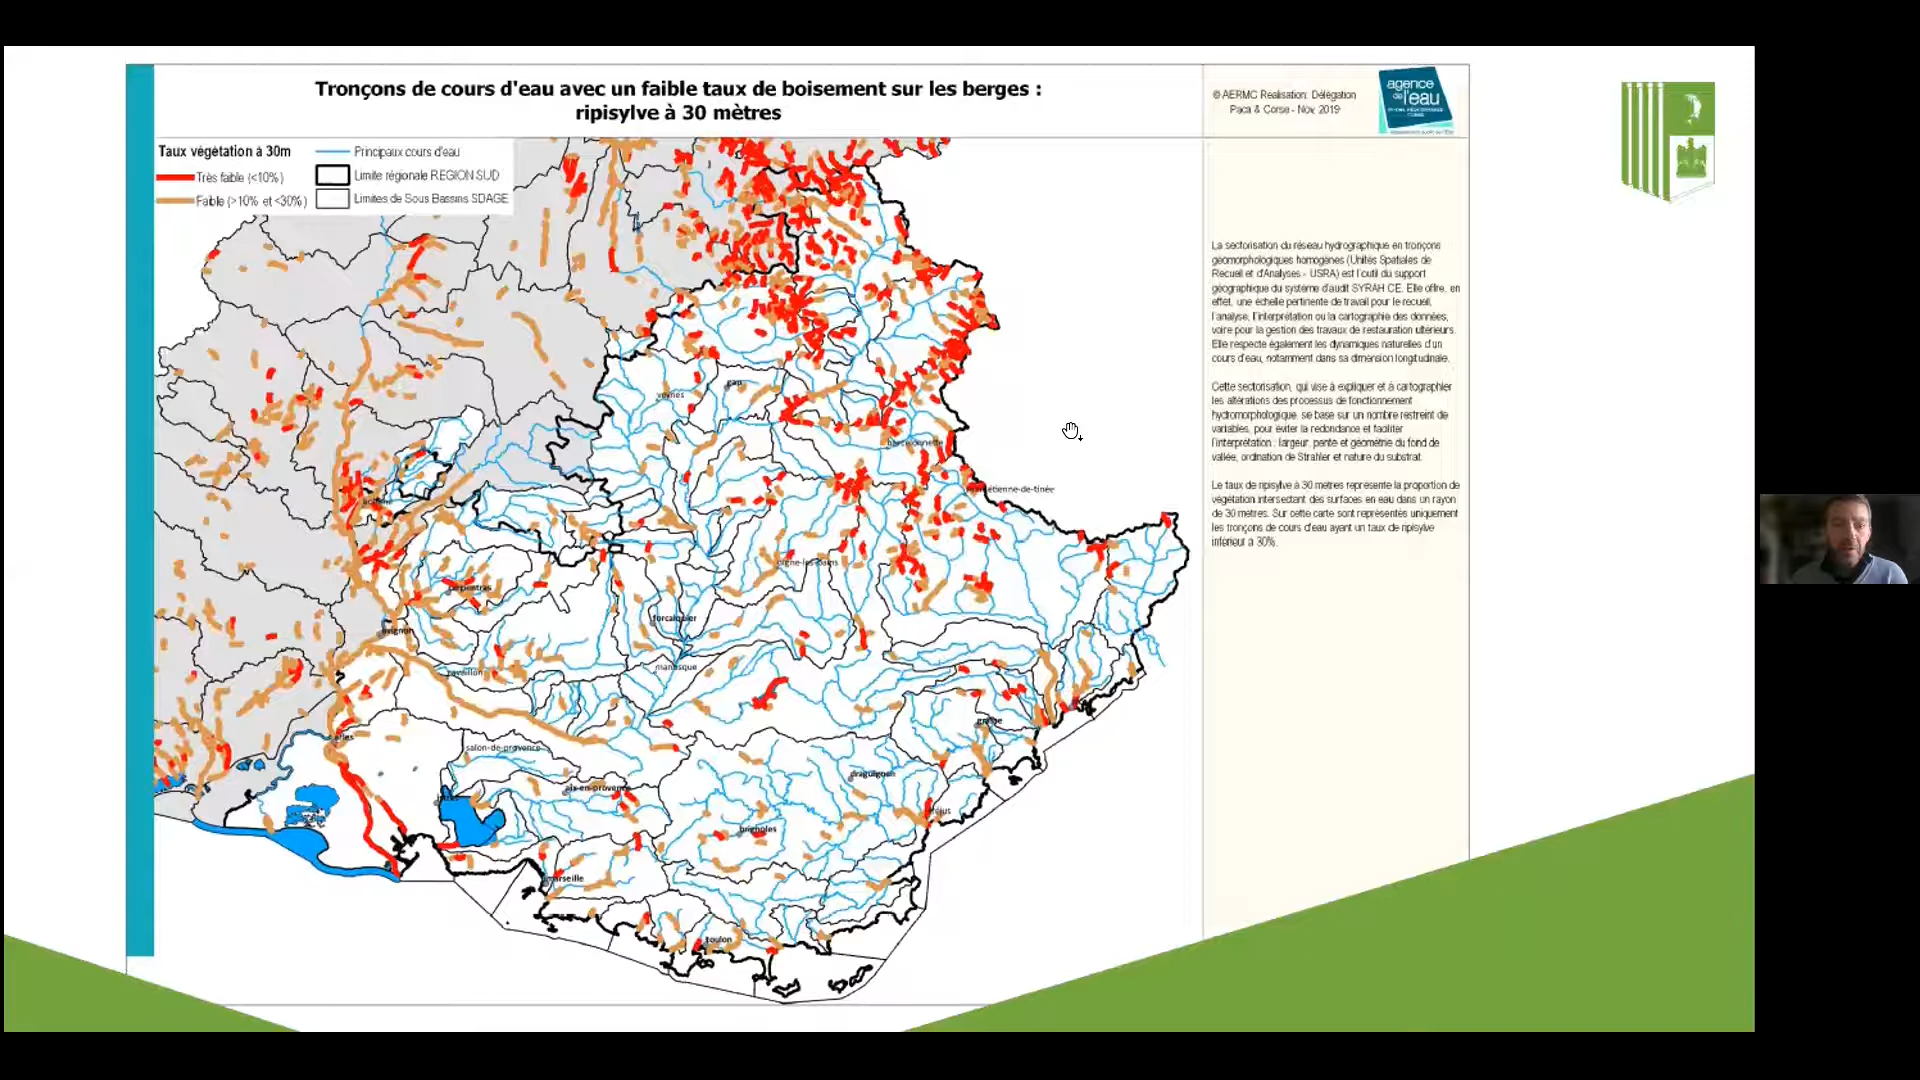 Tronçons de cours d'eau avec un faible taux de boisement sur les berges :
ripisylve à 30 mètres
© AERMC Realisation: Délégation
Paca & Corse - Nov. 2019
agence
de l'eau
Taux végétation à 30m
Très faible (<10%)
Faible (>10% et <30%)
Principaux cours d'eau
Limite régionale REGION SUD
Limites de Sous Bassins SDAGE
La sectorisation du réseau hydrographique en tronçons
géomorphologiques homogènes (Unités Spatiales de
Recueil et d'Analyses - USRA) est l'outil du support
géographique du système d'audit SYRAH CE. Elle offre, en
effet, une échelle pertinente de travail pour le recueil,
l'analyse, l'interprétation ou la cartographie des données,
voire pour la gestion des travaux de restauration ultérieurs.
Elle respecte également les dynamiques naturelles d'un
cours d'eau, notamment dans sa dimension longitudinale.
Cette sectorisation, qui vise à expliquer et à cartographier
les altérations des processus de fonctionnement
hydromorphologique, se base sur un nombre restreint de
variables, pour éviter la redondance et faciliter
l'interprétation : largeur, pente et géométrie du fond de
vallée, ordination de Strahler et nature du substrat.
Le taux de ripisylve à 30 mètres représente la proportion de
végétation intersectant des surfaces en eau dans un rayon
de 30 mètres. Sur cette carte sont représentés uniquement
les tronçons de cours d'eau ayant un taux de ripisylve
inférieur à 30%.
gap
veynes
barcelonnette
saint-étienne-de-tinée
digne-les-bains
carpentras
forcalquier
avignon
manosque
cavaillon
grasse
arles
salon-de-provence
draguignan
aix-en-provence
istres
fréjus
brignoles
marseille
toulon